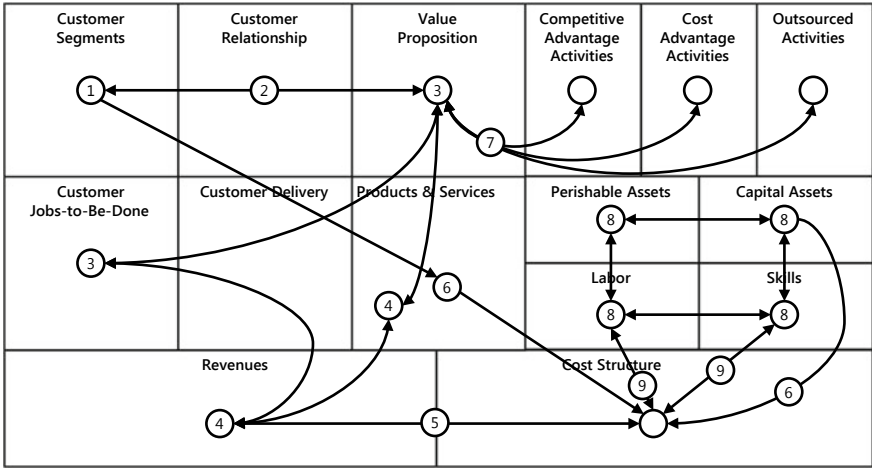 Customer
Segments
Customer
Relationship
Value
Proposition
Competitive
Advantage
Activities
Cost
Advantage
Activities
Outsourced
Activities
1
2
3
7
Customer
Jobs-to-Be-Done
Customer Delivery
Products & Services
Perishable Assets
Capital Assets
8
8
3
6
4
Labor
Skills
8
8
Revenues
Cost Structure
9
9
6
4
5